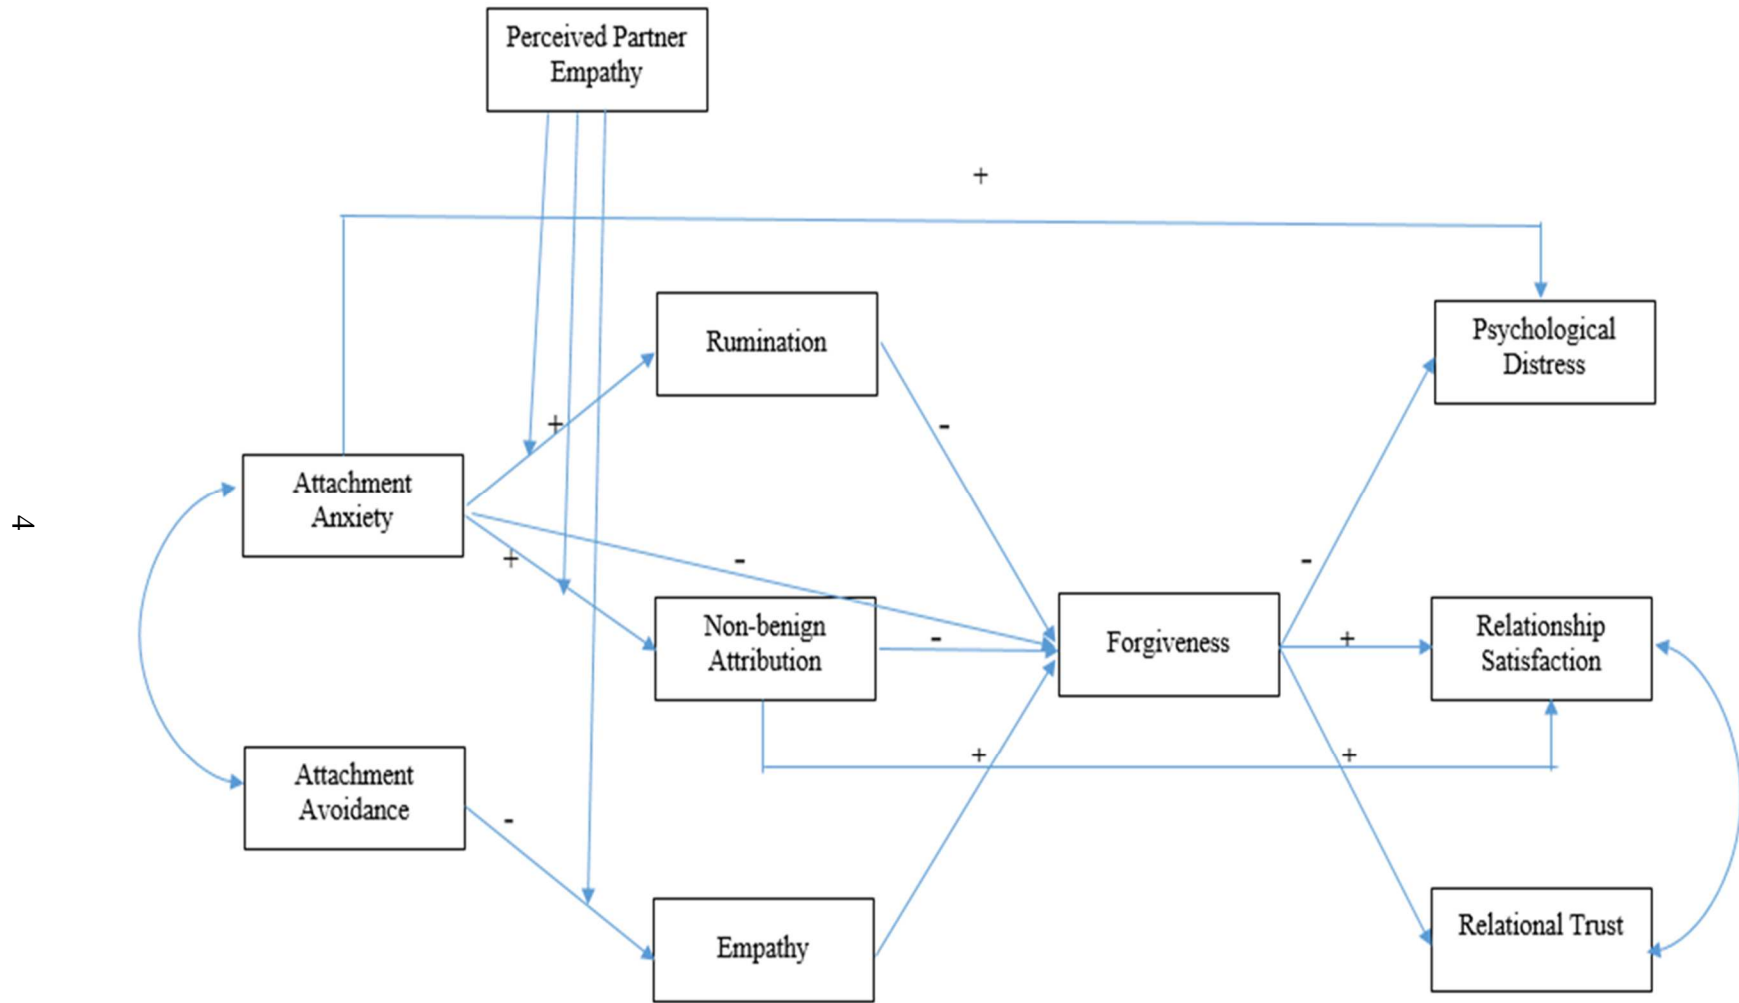 Perceived Partner
Empathy
+
Rumination
Psychological
Distress
+
-
Attachment
Anxiety
4
+
-
-
Non-benign
Attribution
-
Forgiveness
+
Relationship
Satisfaction
+
+
Attachment
Avoidance
-
Empathy
Relational Trust